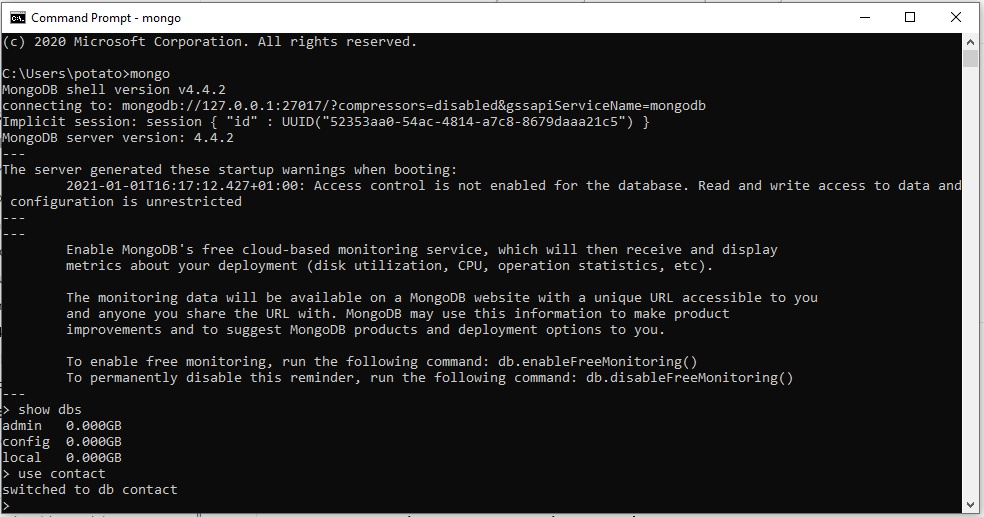 Command Prompt - mongo
(c) 2020 Microsoft Corporation. All rights reserved.
C:\Users\potato>mongo
MongoDB shell version v4.4.2
connecting to: mongodb://127.0.0.1:27017/?compressors=disabled&gssapiServiceName=mongodb
Implicit session: session { "id" : UUID("52353aa0-54ac-4814-a7c8-8679daaa21c5") }
MongoDB server version: 4.4.2
---
The server generated these startup warnings when booting:
        2021-01-01T16:17:12.427+01:00: Access control is not enabled for the database. Read and write access to data and
 configuration is unrestricted
---
---
        Enable MongoDB's free cloud-based monitoring service, which will then receive and display
        metrics about your deployment (disk utilization, CPU, operation statistics, etc).
        The monitoring data will be available on a MongoDB website with a unique URL accessible to you
        and anyone you share the URL with. MongoDB may use this information to make product
        improvements and to suggest MongoDB products and deployment options to you.
        To enable free monitoring, run the following command: db.enableFreeMonitoring()
        To permanently disable this reminder, run the following command: db.disableFreeMonitoring()
---
> show dbs
admin   0.000GB
config  0.000GB
local   0.000GB
> use contact
switched to db contact
>